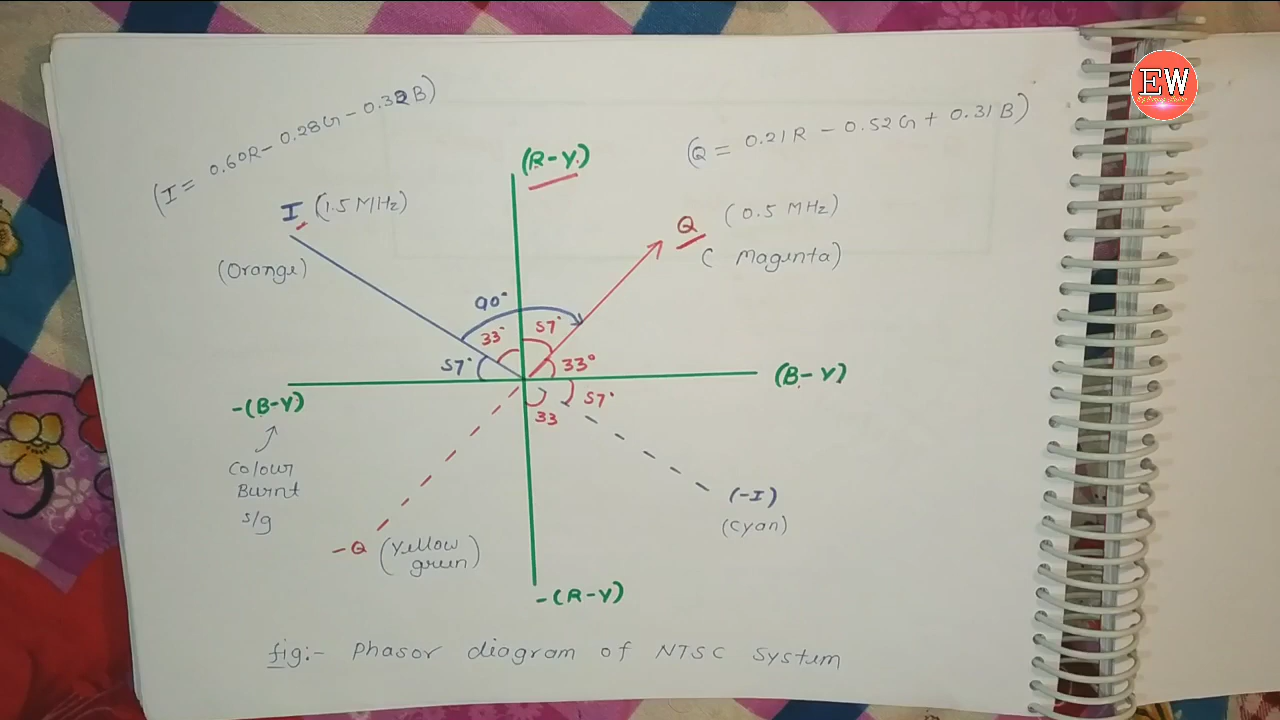 EW
(I = 0.60R - 0.28G - 0.32B)
(Q = 0.21R - 0.52G + 0.31B)
(R-Y)
I (1.5 MHz)
(Orange)
Q (0.5 MHz)
( Magenta)
90°
33°
57°
57°
33°
-(B-Y)
(B-Y)
57°
33
Colour
Burnt
s/g
(-I)
(Cyan)
-Q (Yellow
green)
-(R-Y)
fig:- Phasor diagram of NTSC System